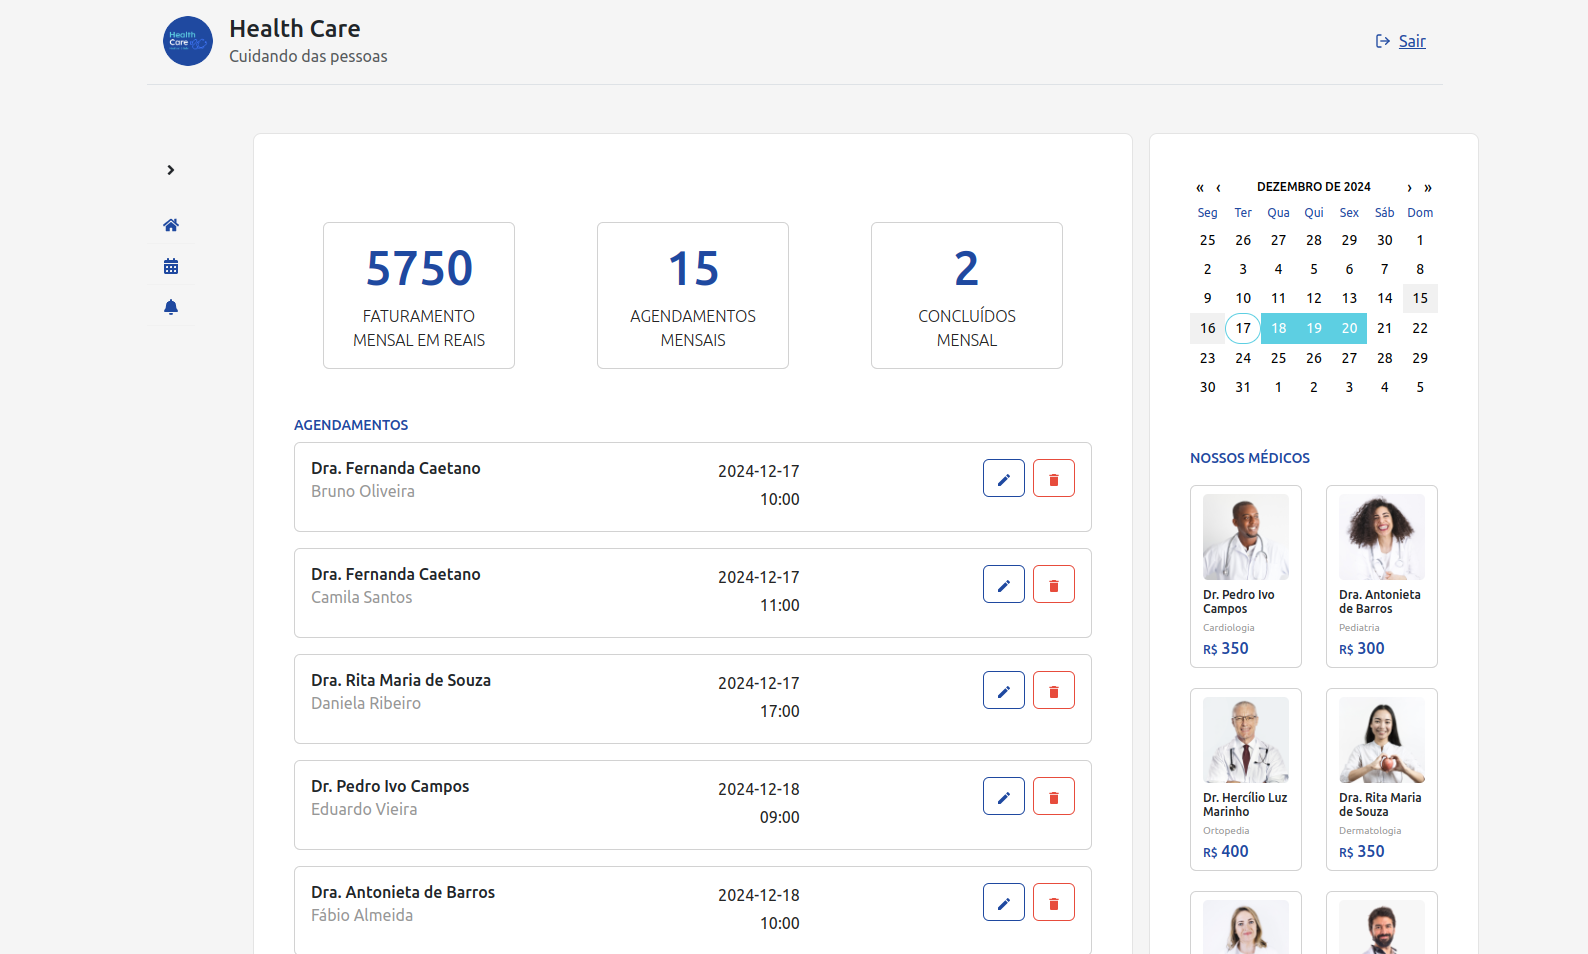 Health Care
Cuidando das pessoas
Health
Care
Sair
5750
FATURAMENTO
MENSAL EM REAIS
15
AGENDAMENTOS
MENSAIS
2
CONCLUÍDOS
MENSAL
AGENDAMENTOS
Dra. Fernanda Caetano
Bruno Oliveira
2024-12-17
10:00
Dra. Fernanda Caetano
Camila Santos
2024-12-17
11:00
Dra. Rita Maria de Souza
Daniela Ribeiro
2024-12-17
17:00
Dr. Pedro Ivo Campos
Eduardo Vieira
2024-12-18
09:00
Dra. Antonieta de Barros
Fábio Almeida
2024-12-18
10:00
« ‹ DEZEMBRO DE 2024 › »
Seg Ter Qua Qui Sex Sáb Dom
25 26 27 28 29 30 1
2 3 4 5 6 7 8
9 10 11 12 13 14 15
16 17 18 19 20 21 22
23 24 25 26 27 28 29
30 31 1 2 3 4 5
NOSSOS MÉDICOS
Dr. Pedro Ivo
Campos
Cardiologia
R$ 350
Dra. Antonieta
de Barros
Pediatria
R$ 300
Dr. Hercílio Luz
Marinho
Ortopedia
R$ 400
Dra. Rita Maria
de Souza
Dermatologia
R$ 350